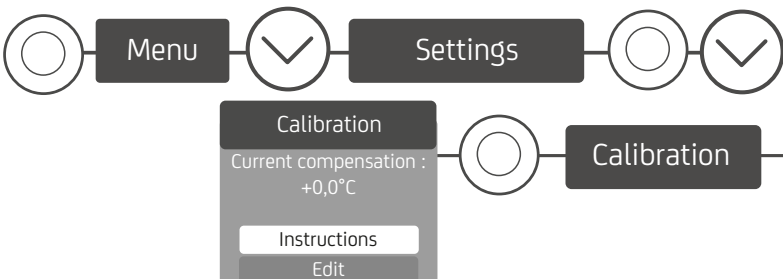 Menu
Settings
Calibration
Current compensation :
+0,0°C
Instructions
Edit
Calibration